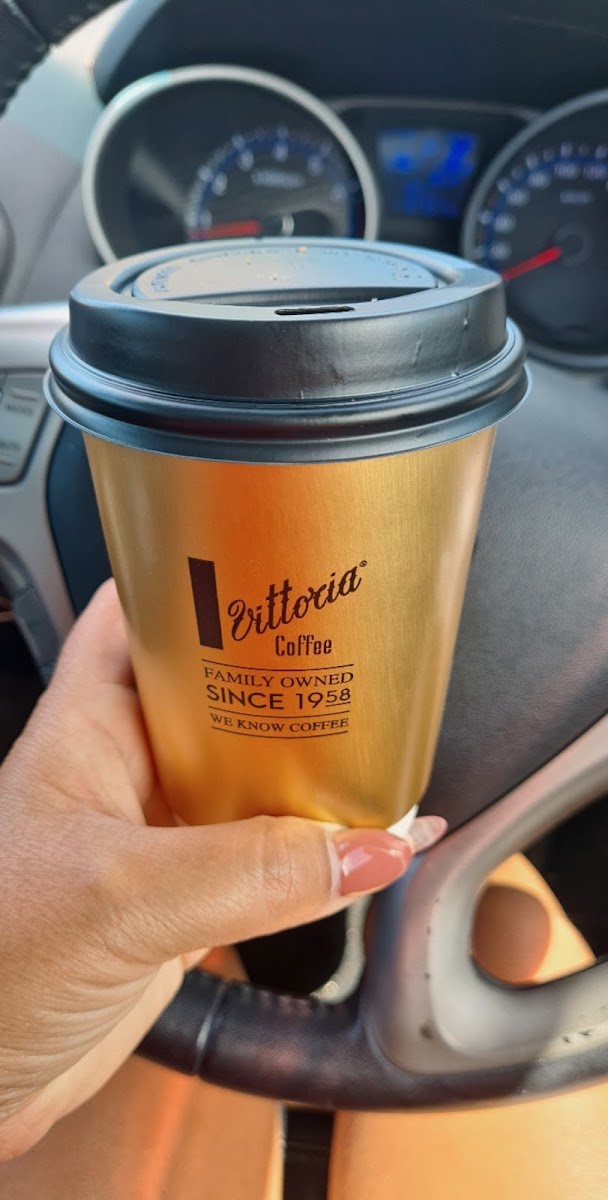 Vittoria®
Coffee
FAMILY OWNED
SINCE 1958
WE KNOW COFFEE